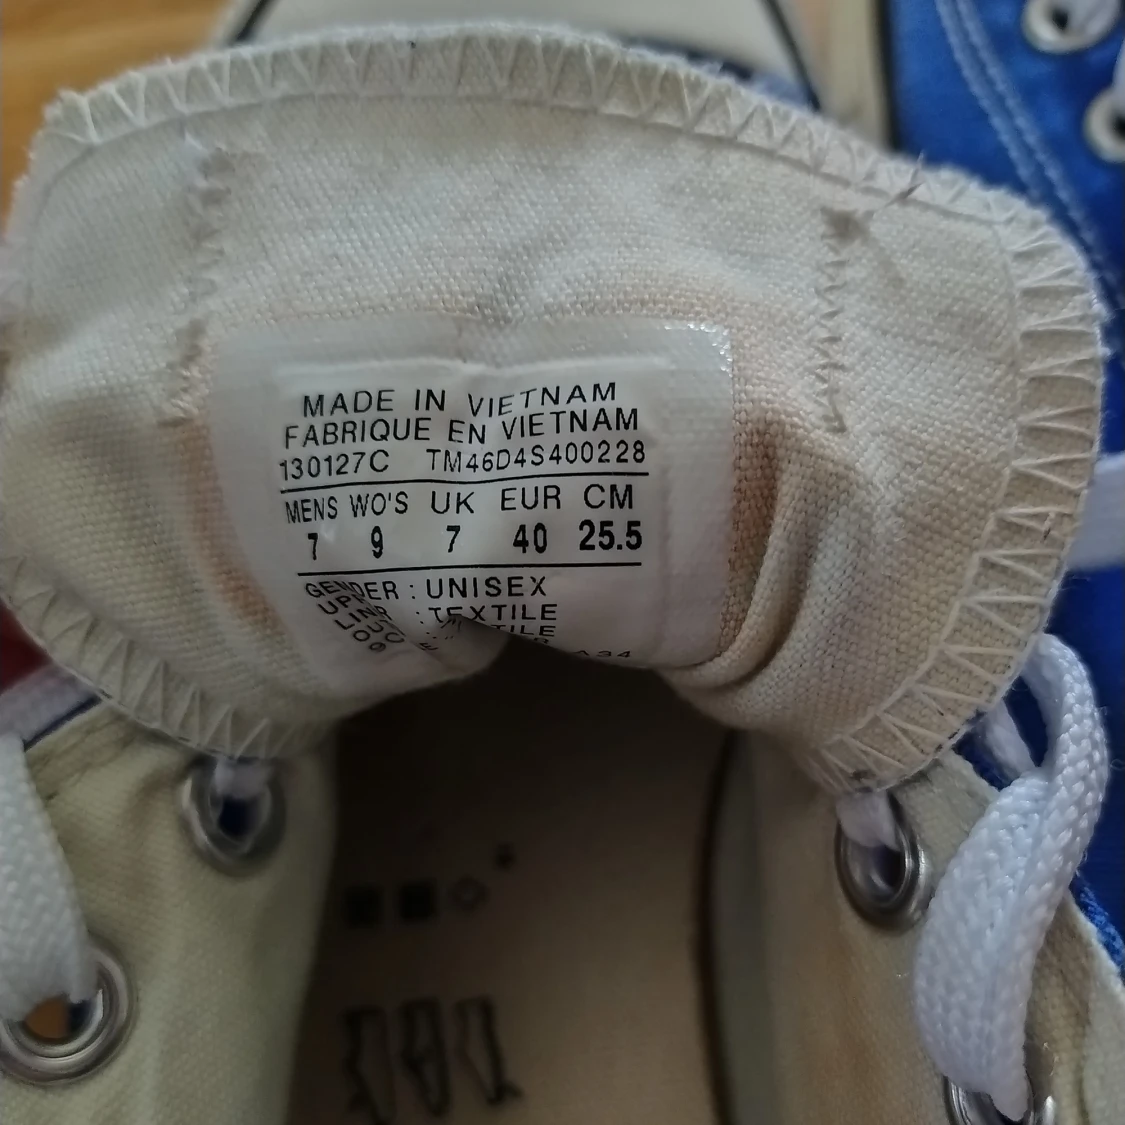 MADE IN VIETNAM
FABRIQUE EN VIETNAM
130127C TM46D4S400228
MENS WO'S UK EUR CM
7 9 7 40 25.5
GENDER : UNISEX
UPPER : TEXTILE